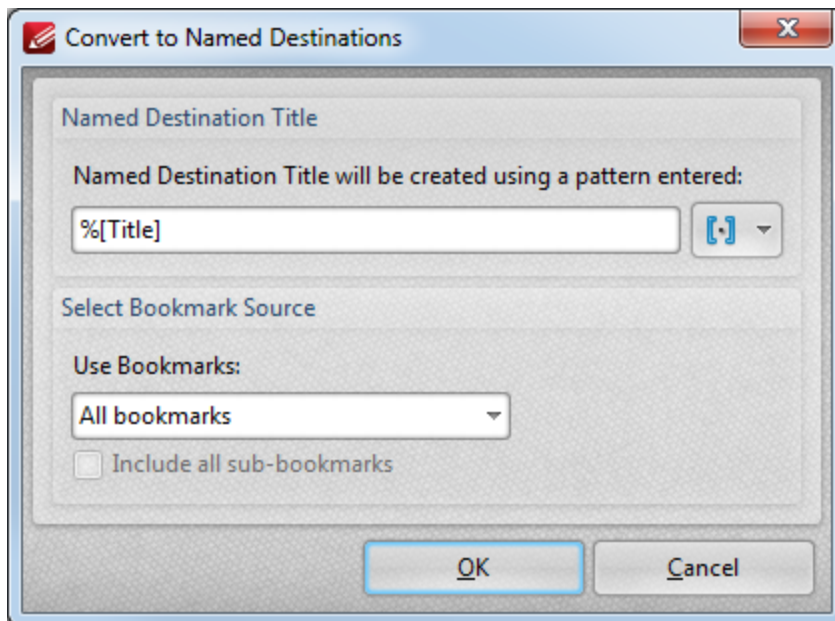 Convert to Named Destinations
Named Destination Title
Named Destination Title will be created using a pattern entered:
%[Title]
Select Bookmark Source
Use Bookmarks:
All bookmarks
Include all sub-bookmarks
OK
Cancel